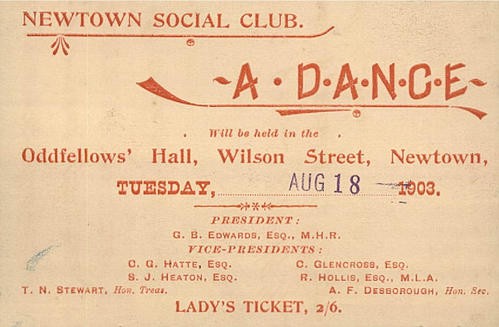 NEWTOWN SOCIAL CLUB.
A·D·A·N·C·E
Will be held in the
Oddfellows' Hall, Wilson Street, Newtown,
TUESDAY, AUG 18 1903.
PRESIDENT:
G. B. EDWARDS, ESQ., M.H.R.
VICE-PRESIDENTS:
C. G. HATTE, ESQ. C. GLENCROSS, ESQ.
S. J. HEATON, ESQ. R. HOLLIS, ESQ., M.L.A.
T. N. STEWART, Hon. Treas. A. F. DESBOROUGH, Hon. Sec.
LADY'S TICKET, 2/6.